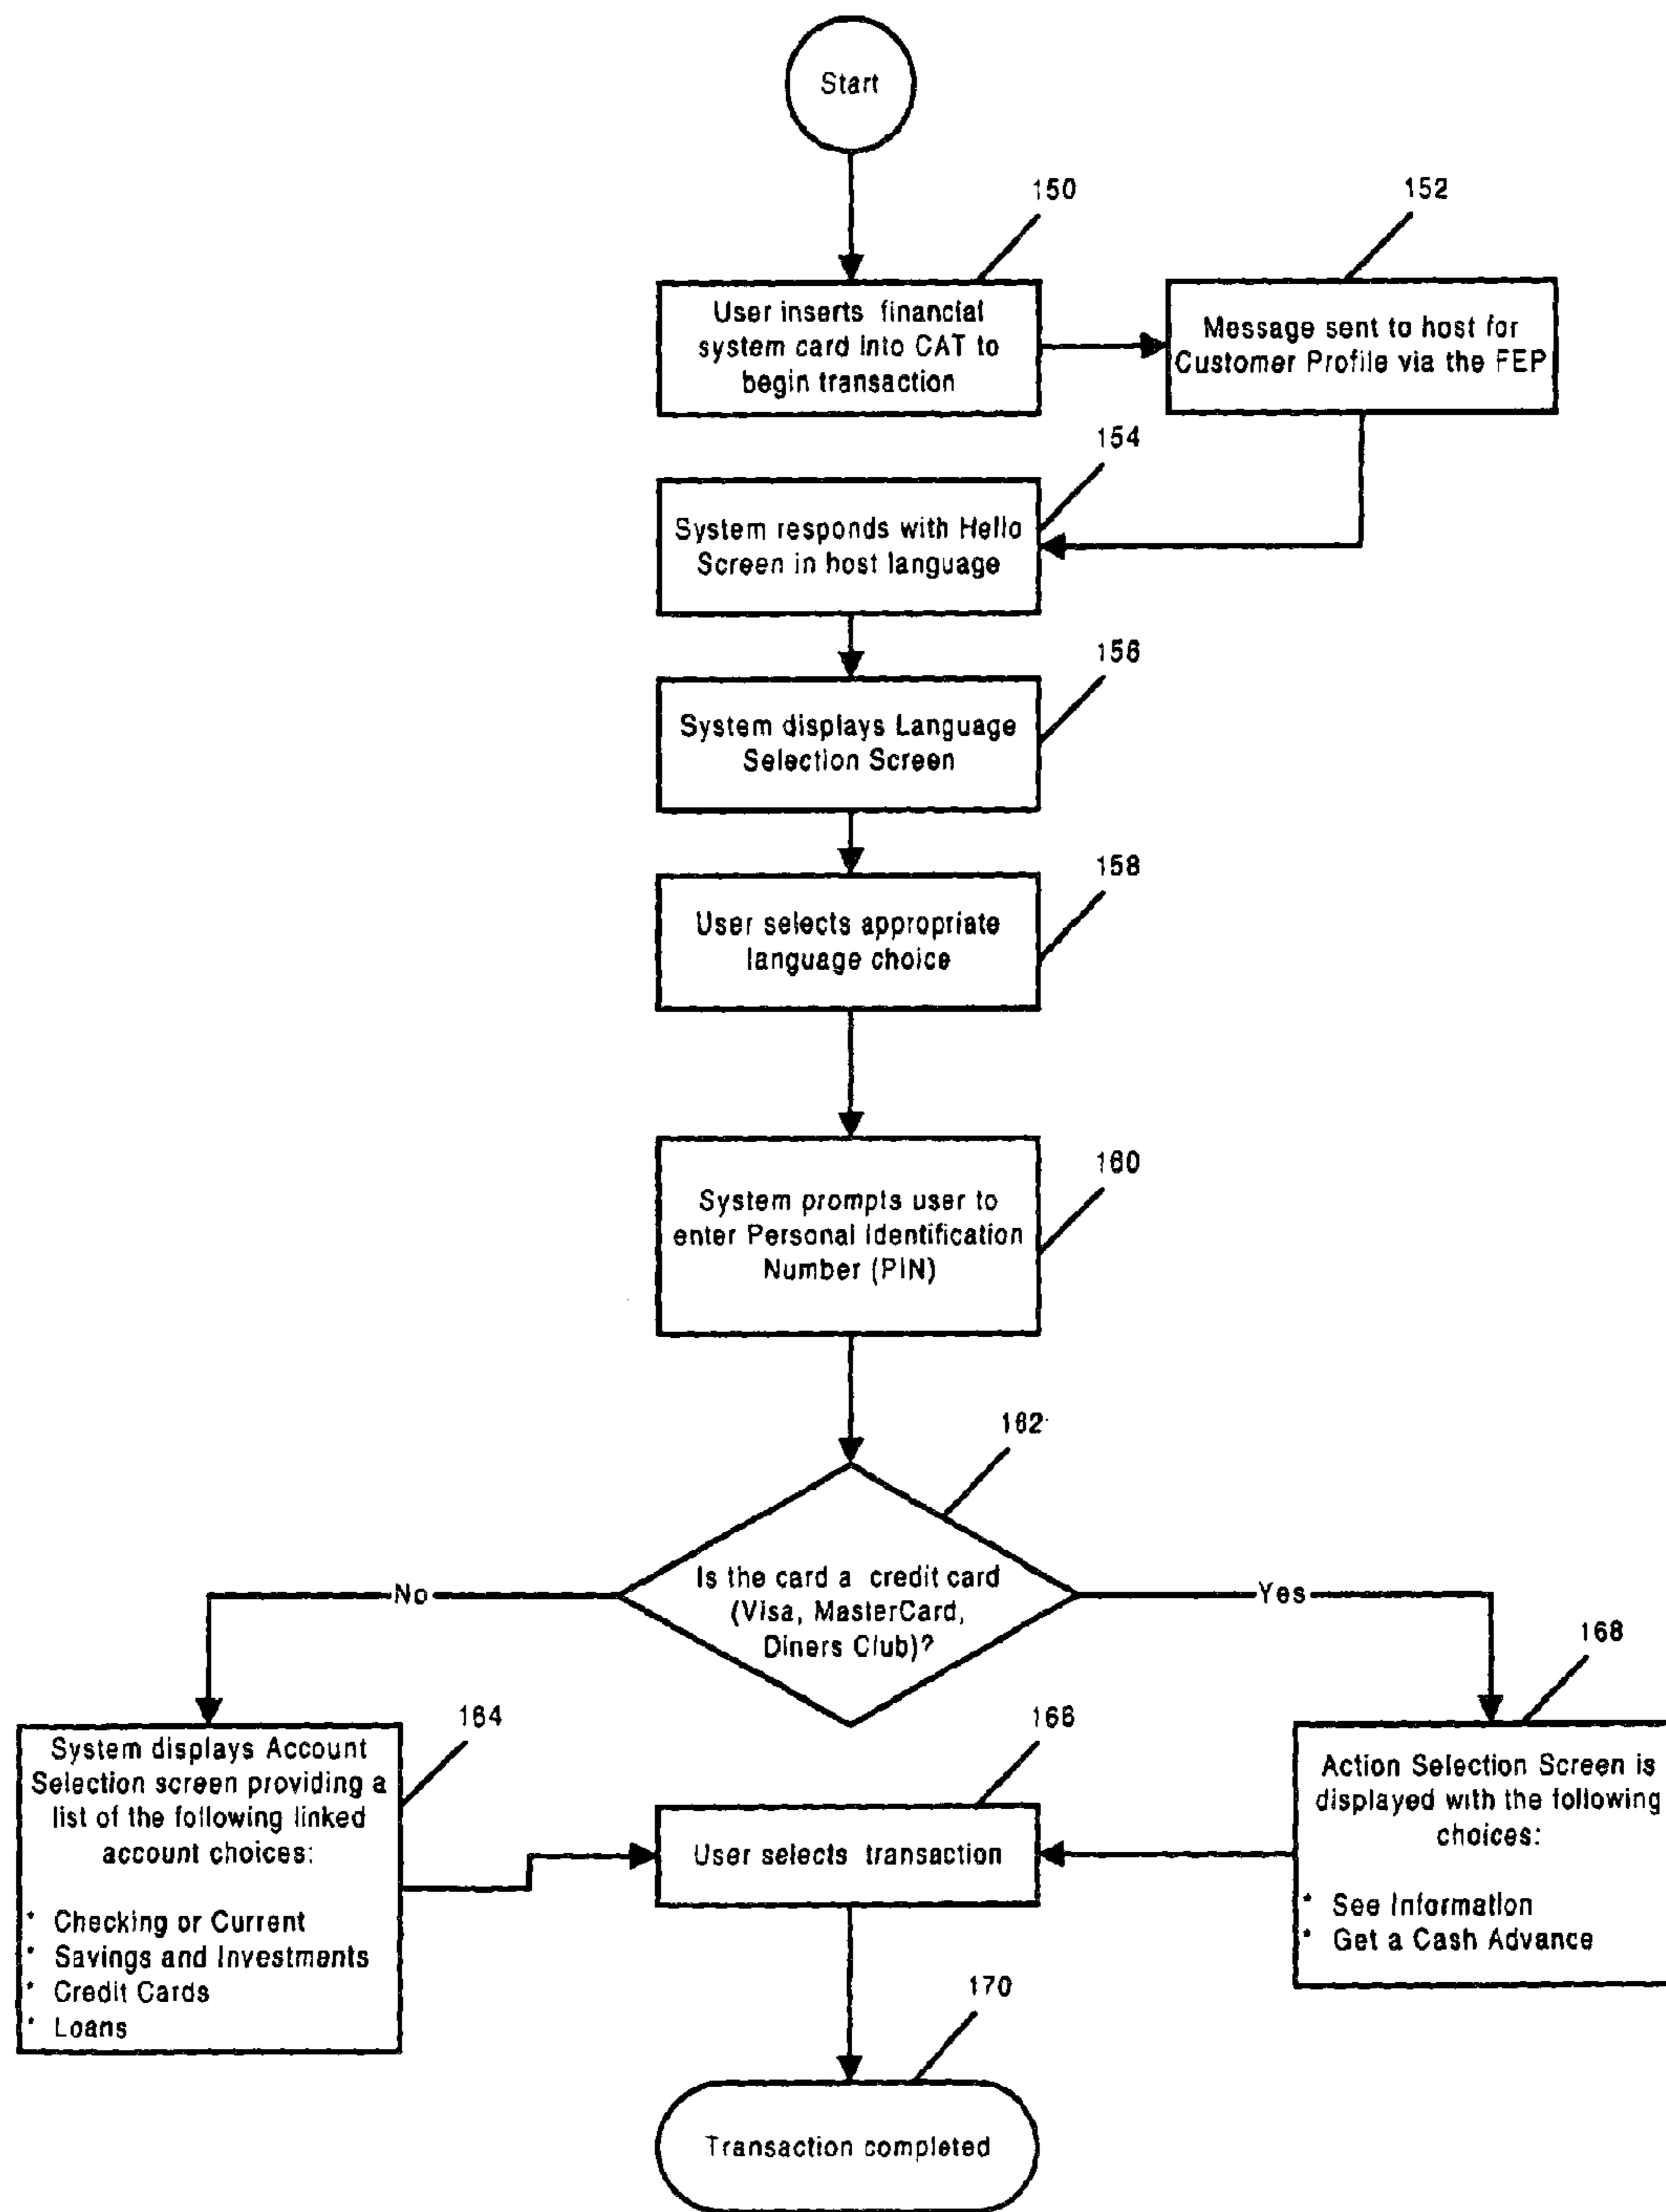 Start
150
User inserts financial
system card into CAT to
begin transaction
152
Message sent to host for
Customer Profile via the FEP
154
System responds with Hello
Screen in host language
156
System displays Language
Selection Screen
158
User selects appropriate
language choice
160
System prompts user to
enter Personal Identification
Number (PIN)
162
Is the card a credit card
(Visa, MasterCard,
Diners Club)?
No
Yes
164
System displays Account
Selection screen providing a
list of the following linked
account choices:
* Checking or Current
* Savings and Investments
* Credit Cards
* Loans
166
User selects transaction
168
Action Selection Screen is
displayed with the following
choices:
* See Information
* Get a Cash Advance
170
Transaction completed